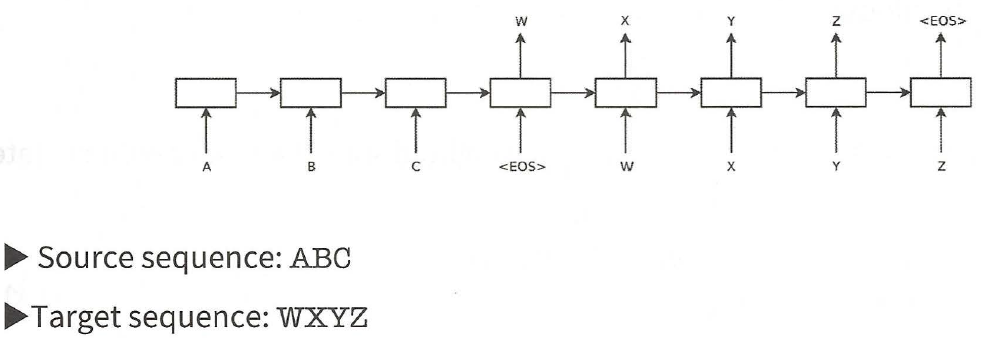 W X Y Z <EOS>
A B C <EOS> W X Y Z
▶ Source sequence: ABC
▶ Target sequence: WXYZ